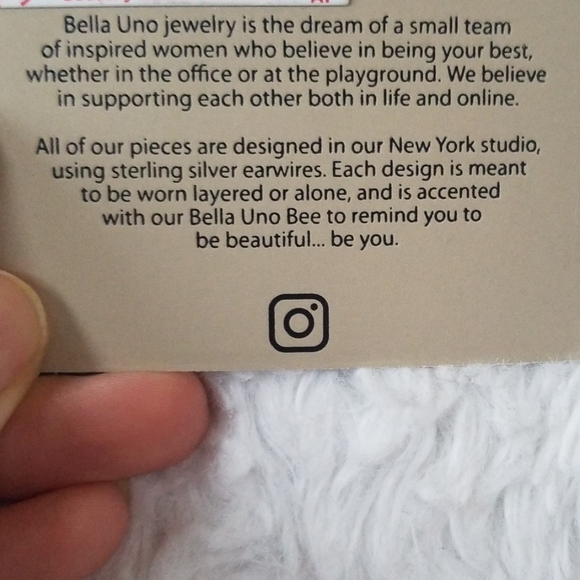 Bella Uno jewelry is the dream of a small team
of inspired women who believe in being your best,
whether in the office or at the playground. We believe
in supporting each other both in life and online.
All of our pieces are designed in our New York studio,
using sterling silver earwires. Each design is meant
to be worn layered or alone, and is accented
with our Bella Uno Bee to remind you to
be beautiful... be you.